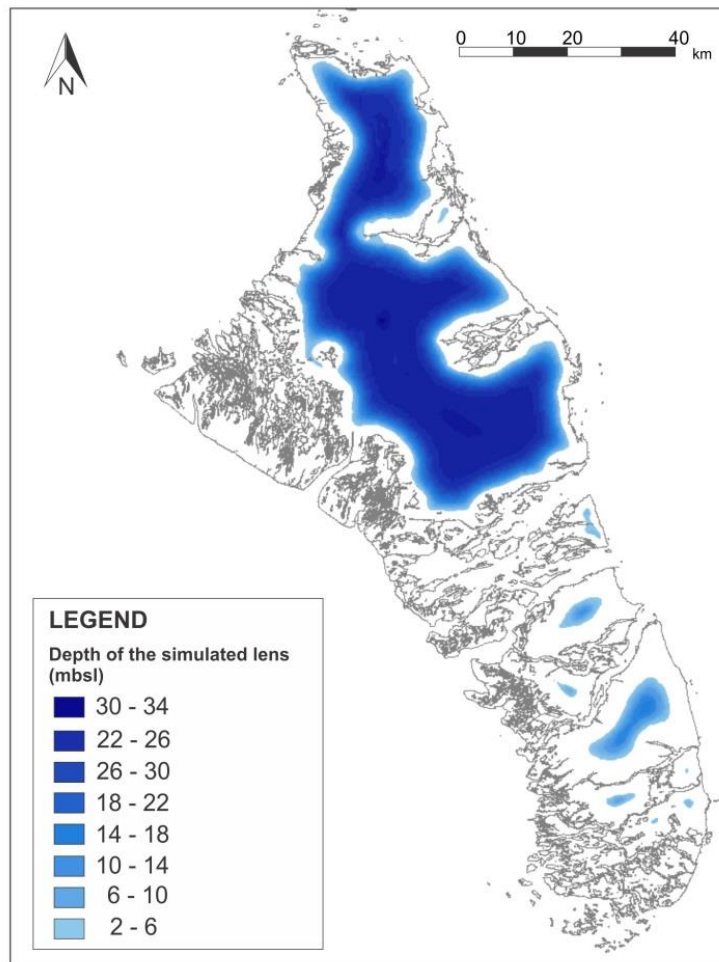 0 10 20 40
km
N
LEGEND
Depth of the simulated lens
(mbsl)
30 - 34
22 - 26
26 - 30
18 - 22
14 - 18
10 - 14
6 - 10
2 - 6